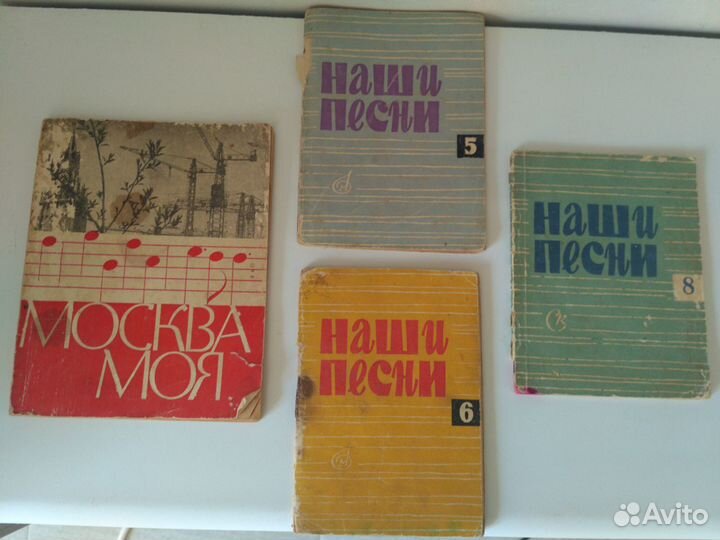 МОСКВА
МОЯ
наши
песни
5
наши
песни
6
наши
песни
8
Avito